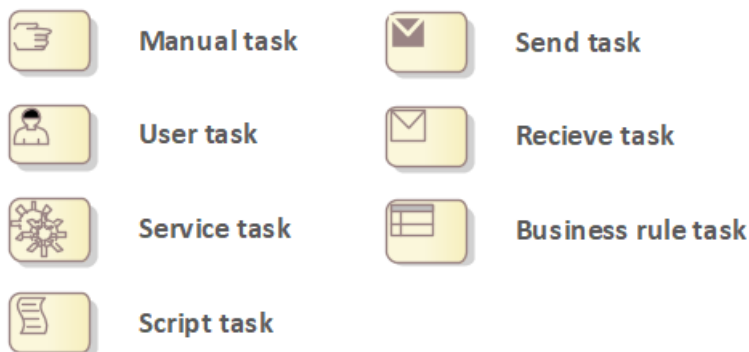 Manual task
Send task
User task
Recieve task
Service task
Business rule task
Script task